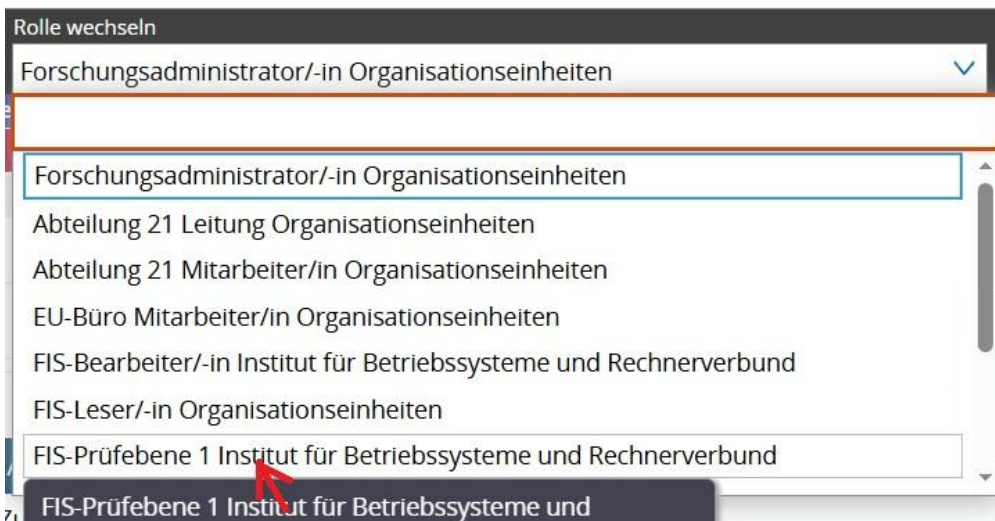 Rolle wechseln
Forschungsadministrator/-in Organisationseinheiten
Forschungsadministrator/-in Organisationseinheiten
Abteilung 21 Leitung Organisationseinheiten
Abteilung 21 Mitarbeiter/in Organisationseinheiten
EU-Büro Mitarbeiter/in Organisationseinheiten
FIS-Bearbeiter/-in Institut für Betriebssysteme und Rechnerverbund
FIS-Leser/-in Organisationseinheiten
FIS-Prüfebene 1 Institut für Betriebssysteme und Rechnerverbund
FIS-Prüfebene 1 Institut für Betriebssysteme und